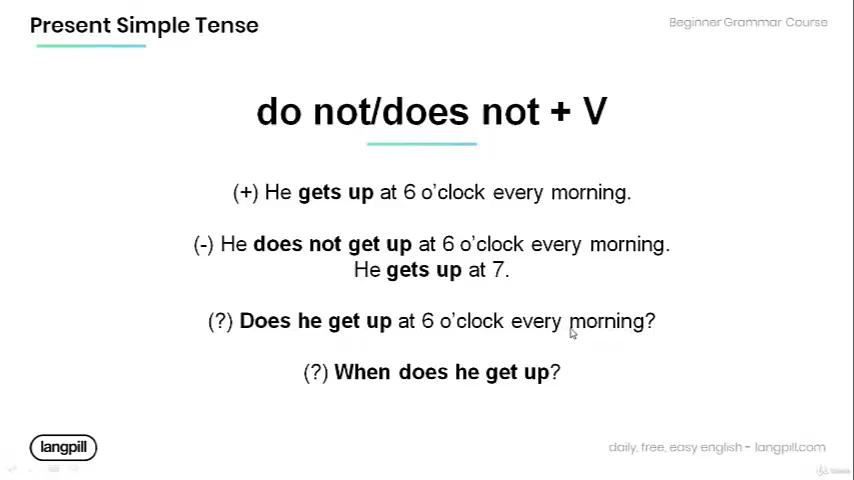 Present Simple Tense
Beginner Grammar Course
do not/does not + V
(+) He gets up at 6 o’clock every morning.
(-) He does not get up at 6 o’clock every morning.
He gets up at 7.
(?) Does he get up at 6 o’clock every morning?
(?) When does he get up?
langpill
daily, free, easy english - langpill.com